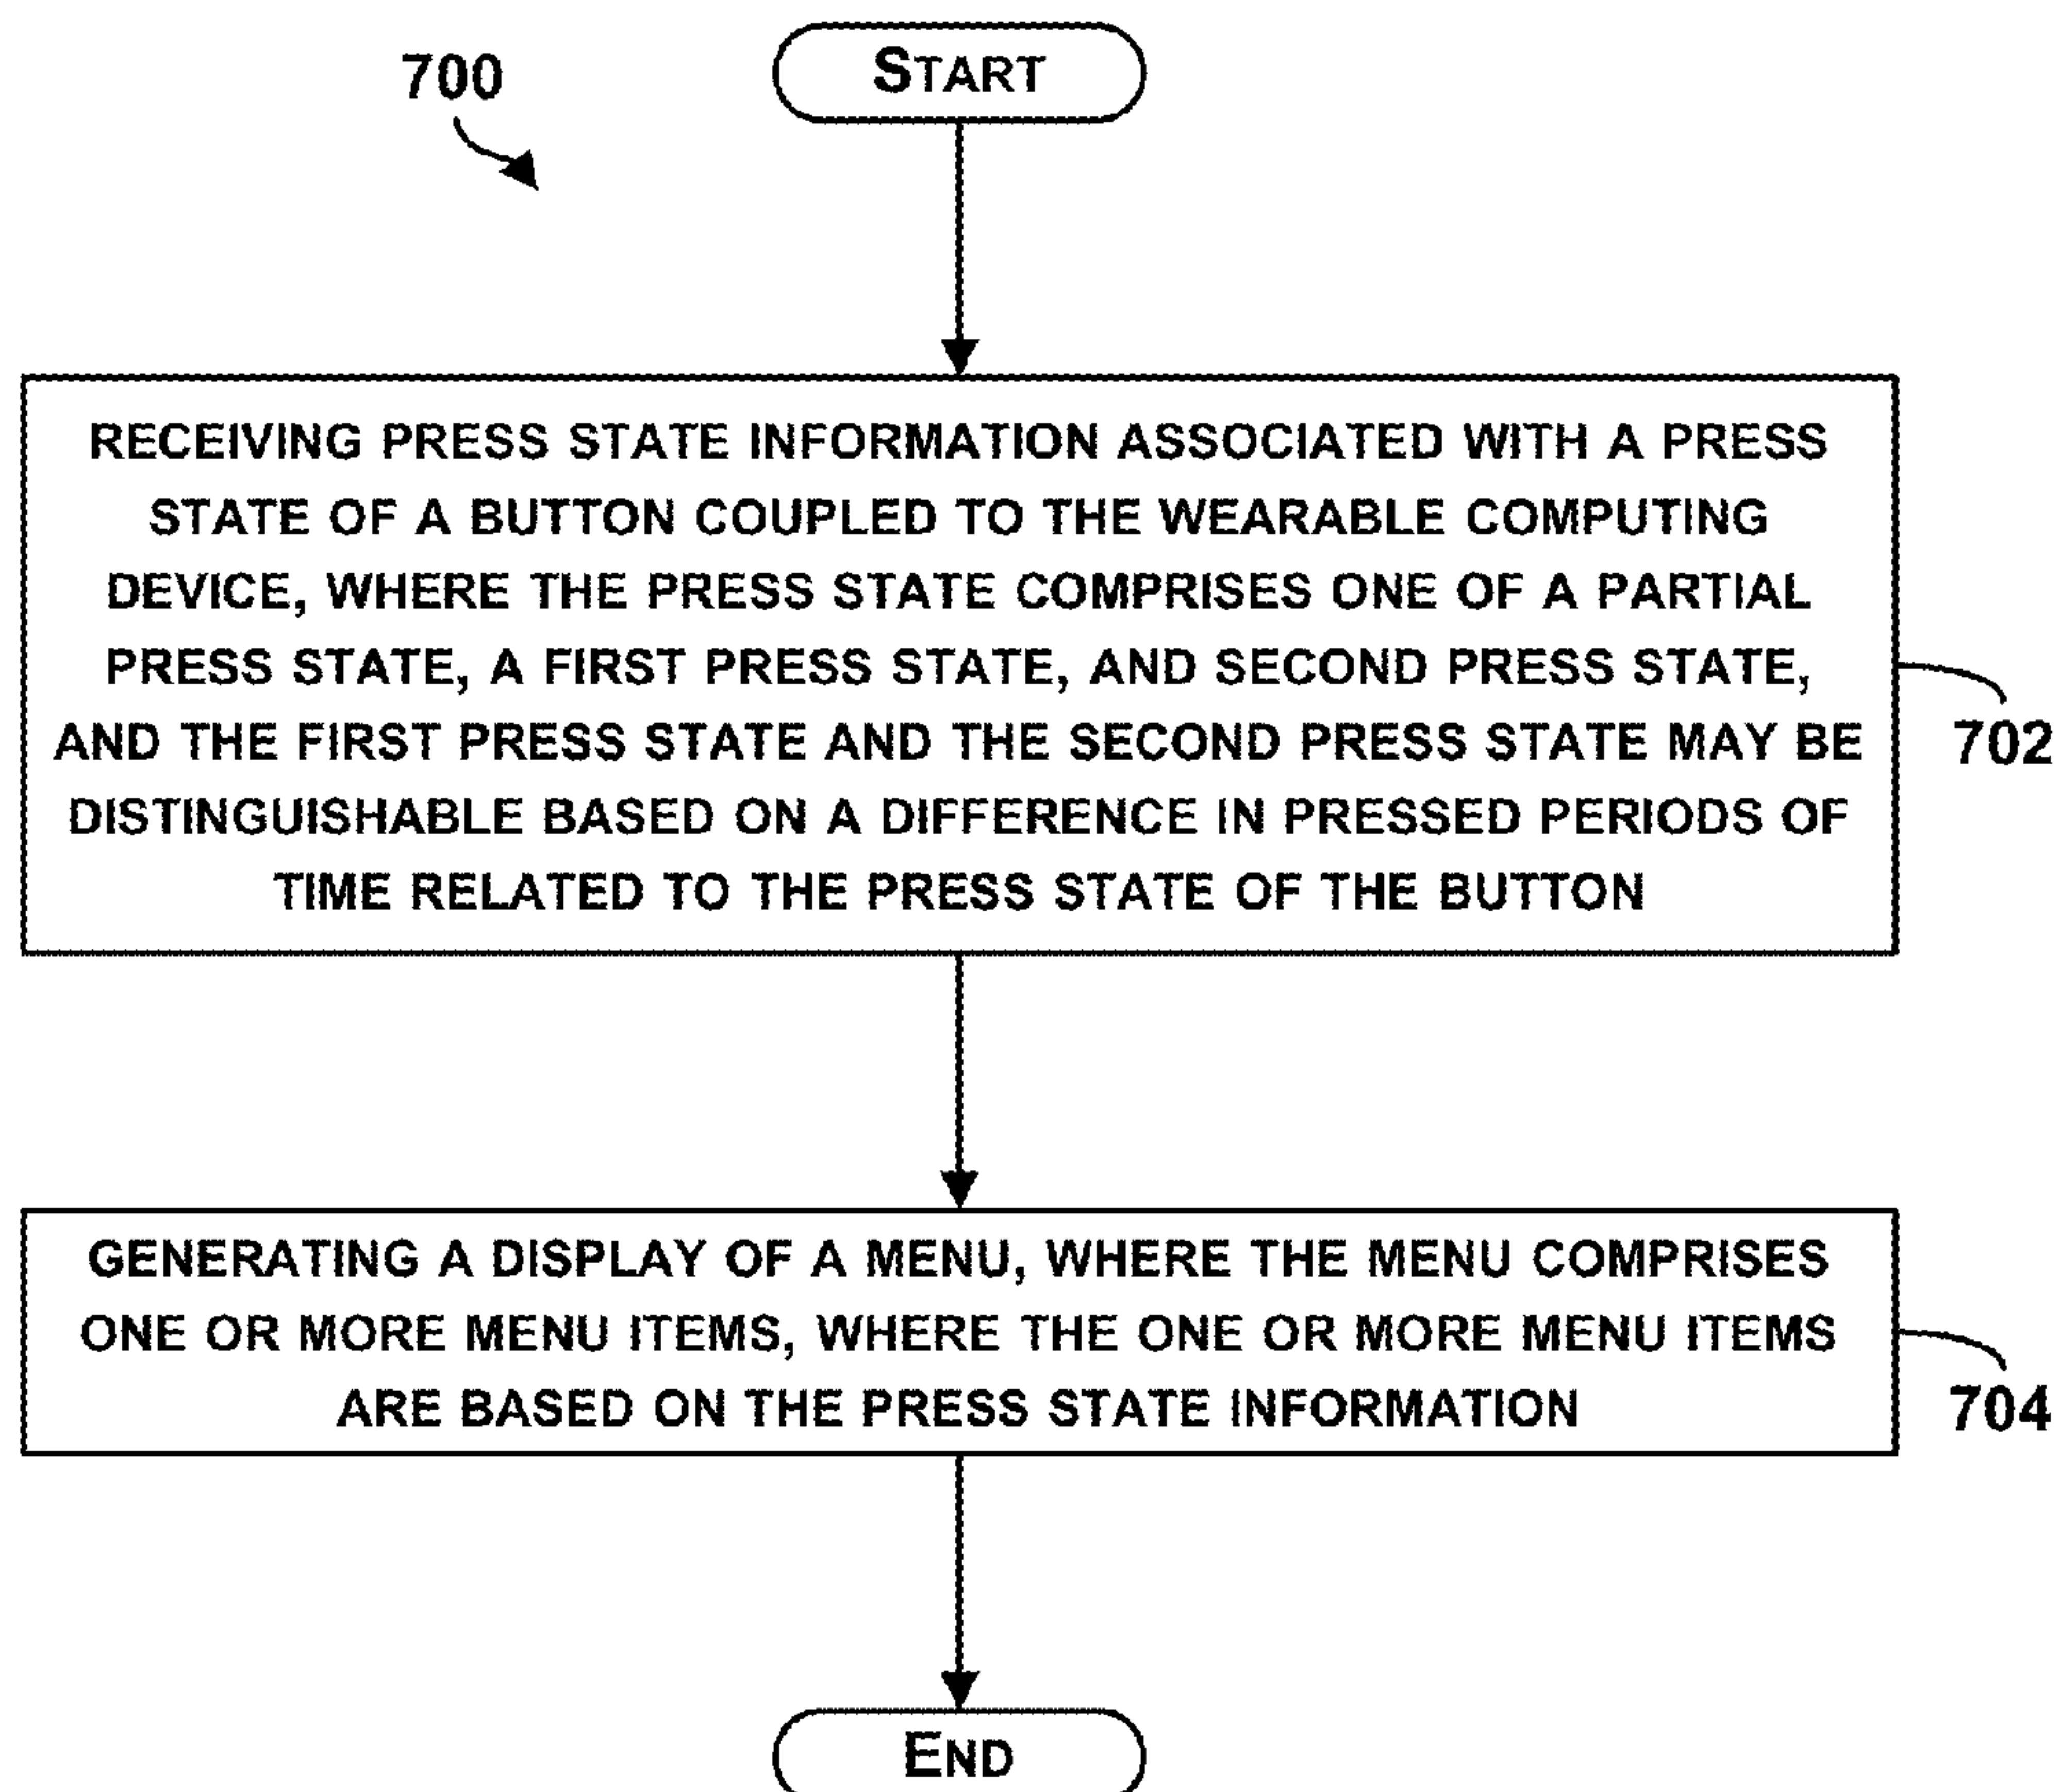 700
START
RECEIVING PRESS STATE INFORMATION ASSOCIATED WITH A PRESS
STATE OF A BUTTON COUPLED TO THE WEARABLE COMPUTING
DEVICE, WHERE THE PRESS STATE COMPRISES ONE OF A PARTIAL
PRESS STATE, A FIRST PRESS STATE, AND SECOND PRESS STATE,
AND THE FIRST PRESS STATE AND THE SECOND PRESS STATE MAY BE
DISTINGUISHABLE BASED ON A DIFFERENCE IN PRESSED PERIODS OF
TIME RELATED TO THE PRESS STATE OF THE BUTTON
702
GENERATING A DISPLAY OF A MENU, WHERE THE MENU COMPRISES
ONE OR MORE MENU ITEMS, WHERE THE ONE OR MORE MENU ITEMS
ARE BASED ON THE PRESS STATE INFORMATION
704
END